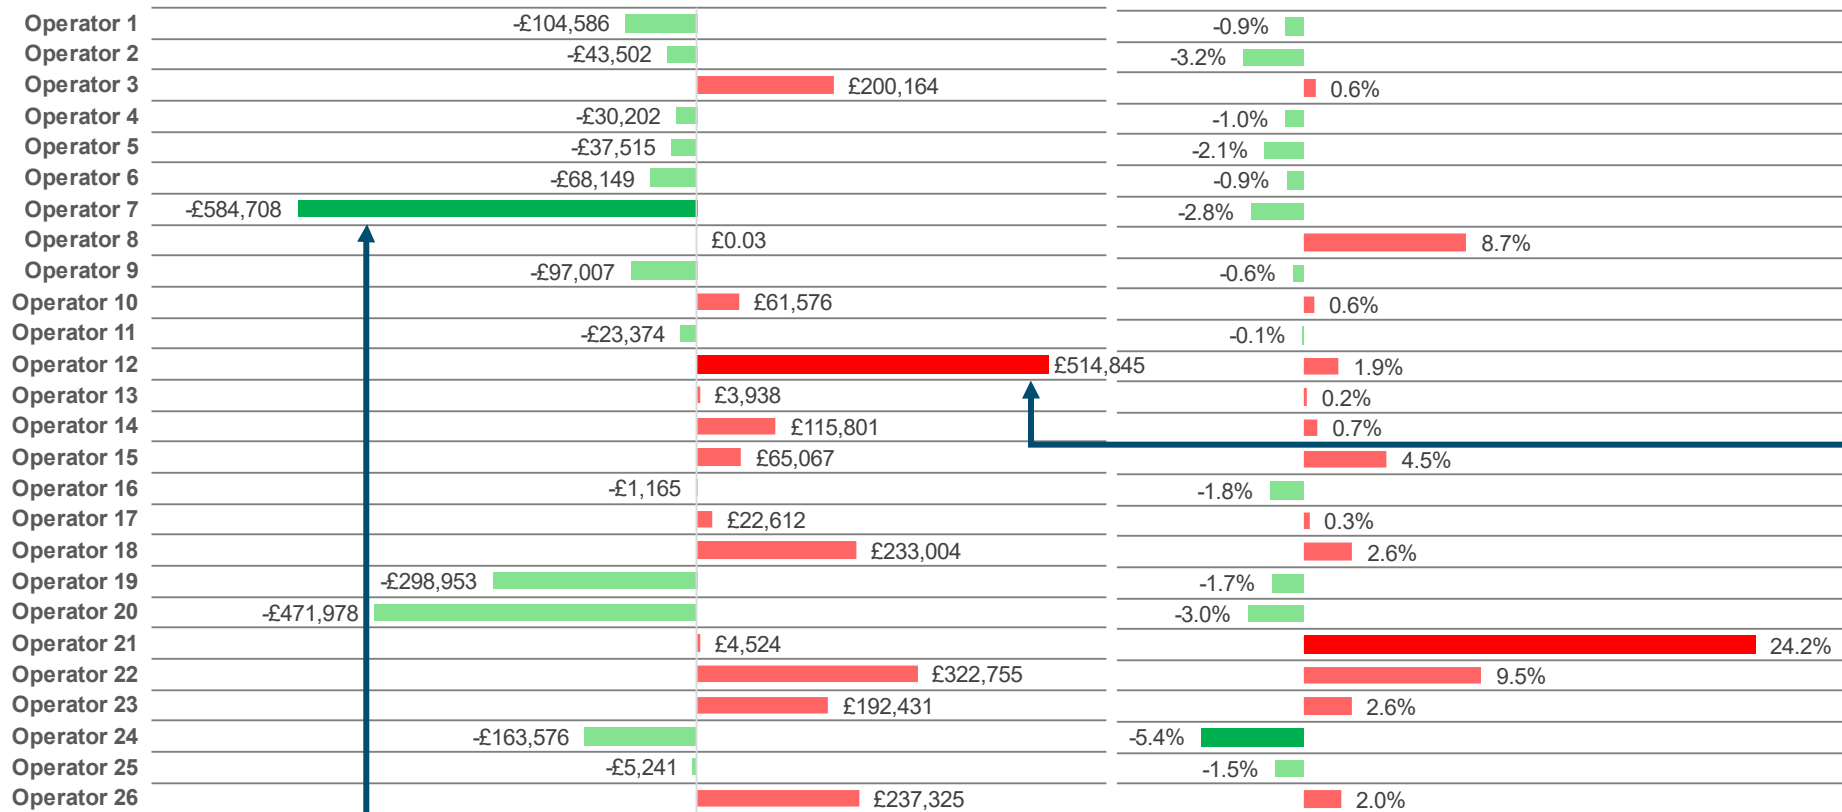 Operator 1 -£104,586 -0.9%
Operator 2 -£43,502 -3.2%
Operator 3 £200,164 0.6%
Operator 4 -£30,202 -1.0%
Operator 5 -£37,515 -2.1%
Operator 6 -£68,149 -0.9%
Operator 7 -£584,708 -2.8%
Operator 8 £0.03 8.7%
Operator 9 -£97,007 -0.6%
Operator 10 £61,576 0.6%
Operator 11 -£23,374 -0.1%
Operator 12 £514,845 1.9%
Operator 13 £3,938 0.2%
Operator 14 £115,801 0.7%
Operator 15 £65,067 4.5%
Operator 16 -£1,165 -1.8%
Operator 17 £22,612 0.3%
Operator 18 £233,004 2.6%
Operator 19 -£298,953 -1.7%
Operator 20 -£471,978 -3.0%
Operator 21 £4,524 24.2%
Operator 22 £322,755 9.5%
Operator 23 £192,431 2.6%
Operator 24 -£163,576 -5.4%
Operator 25 -£5,241 -1.5%
Operator 26 £237,325 2.0%